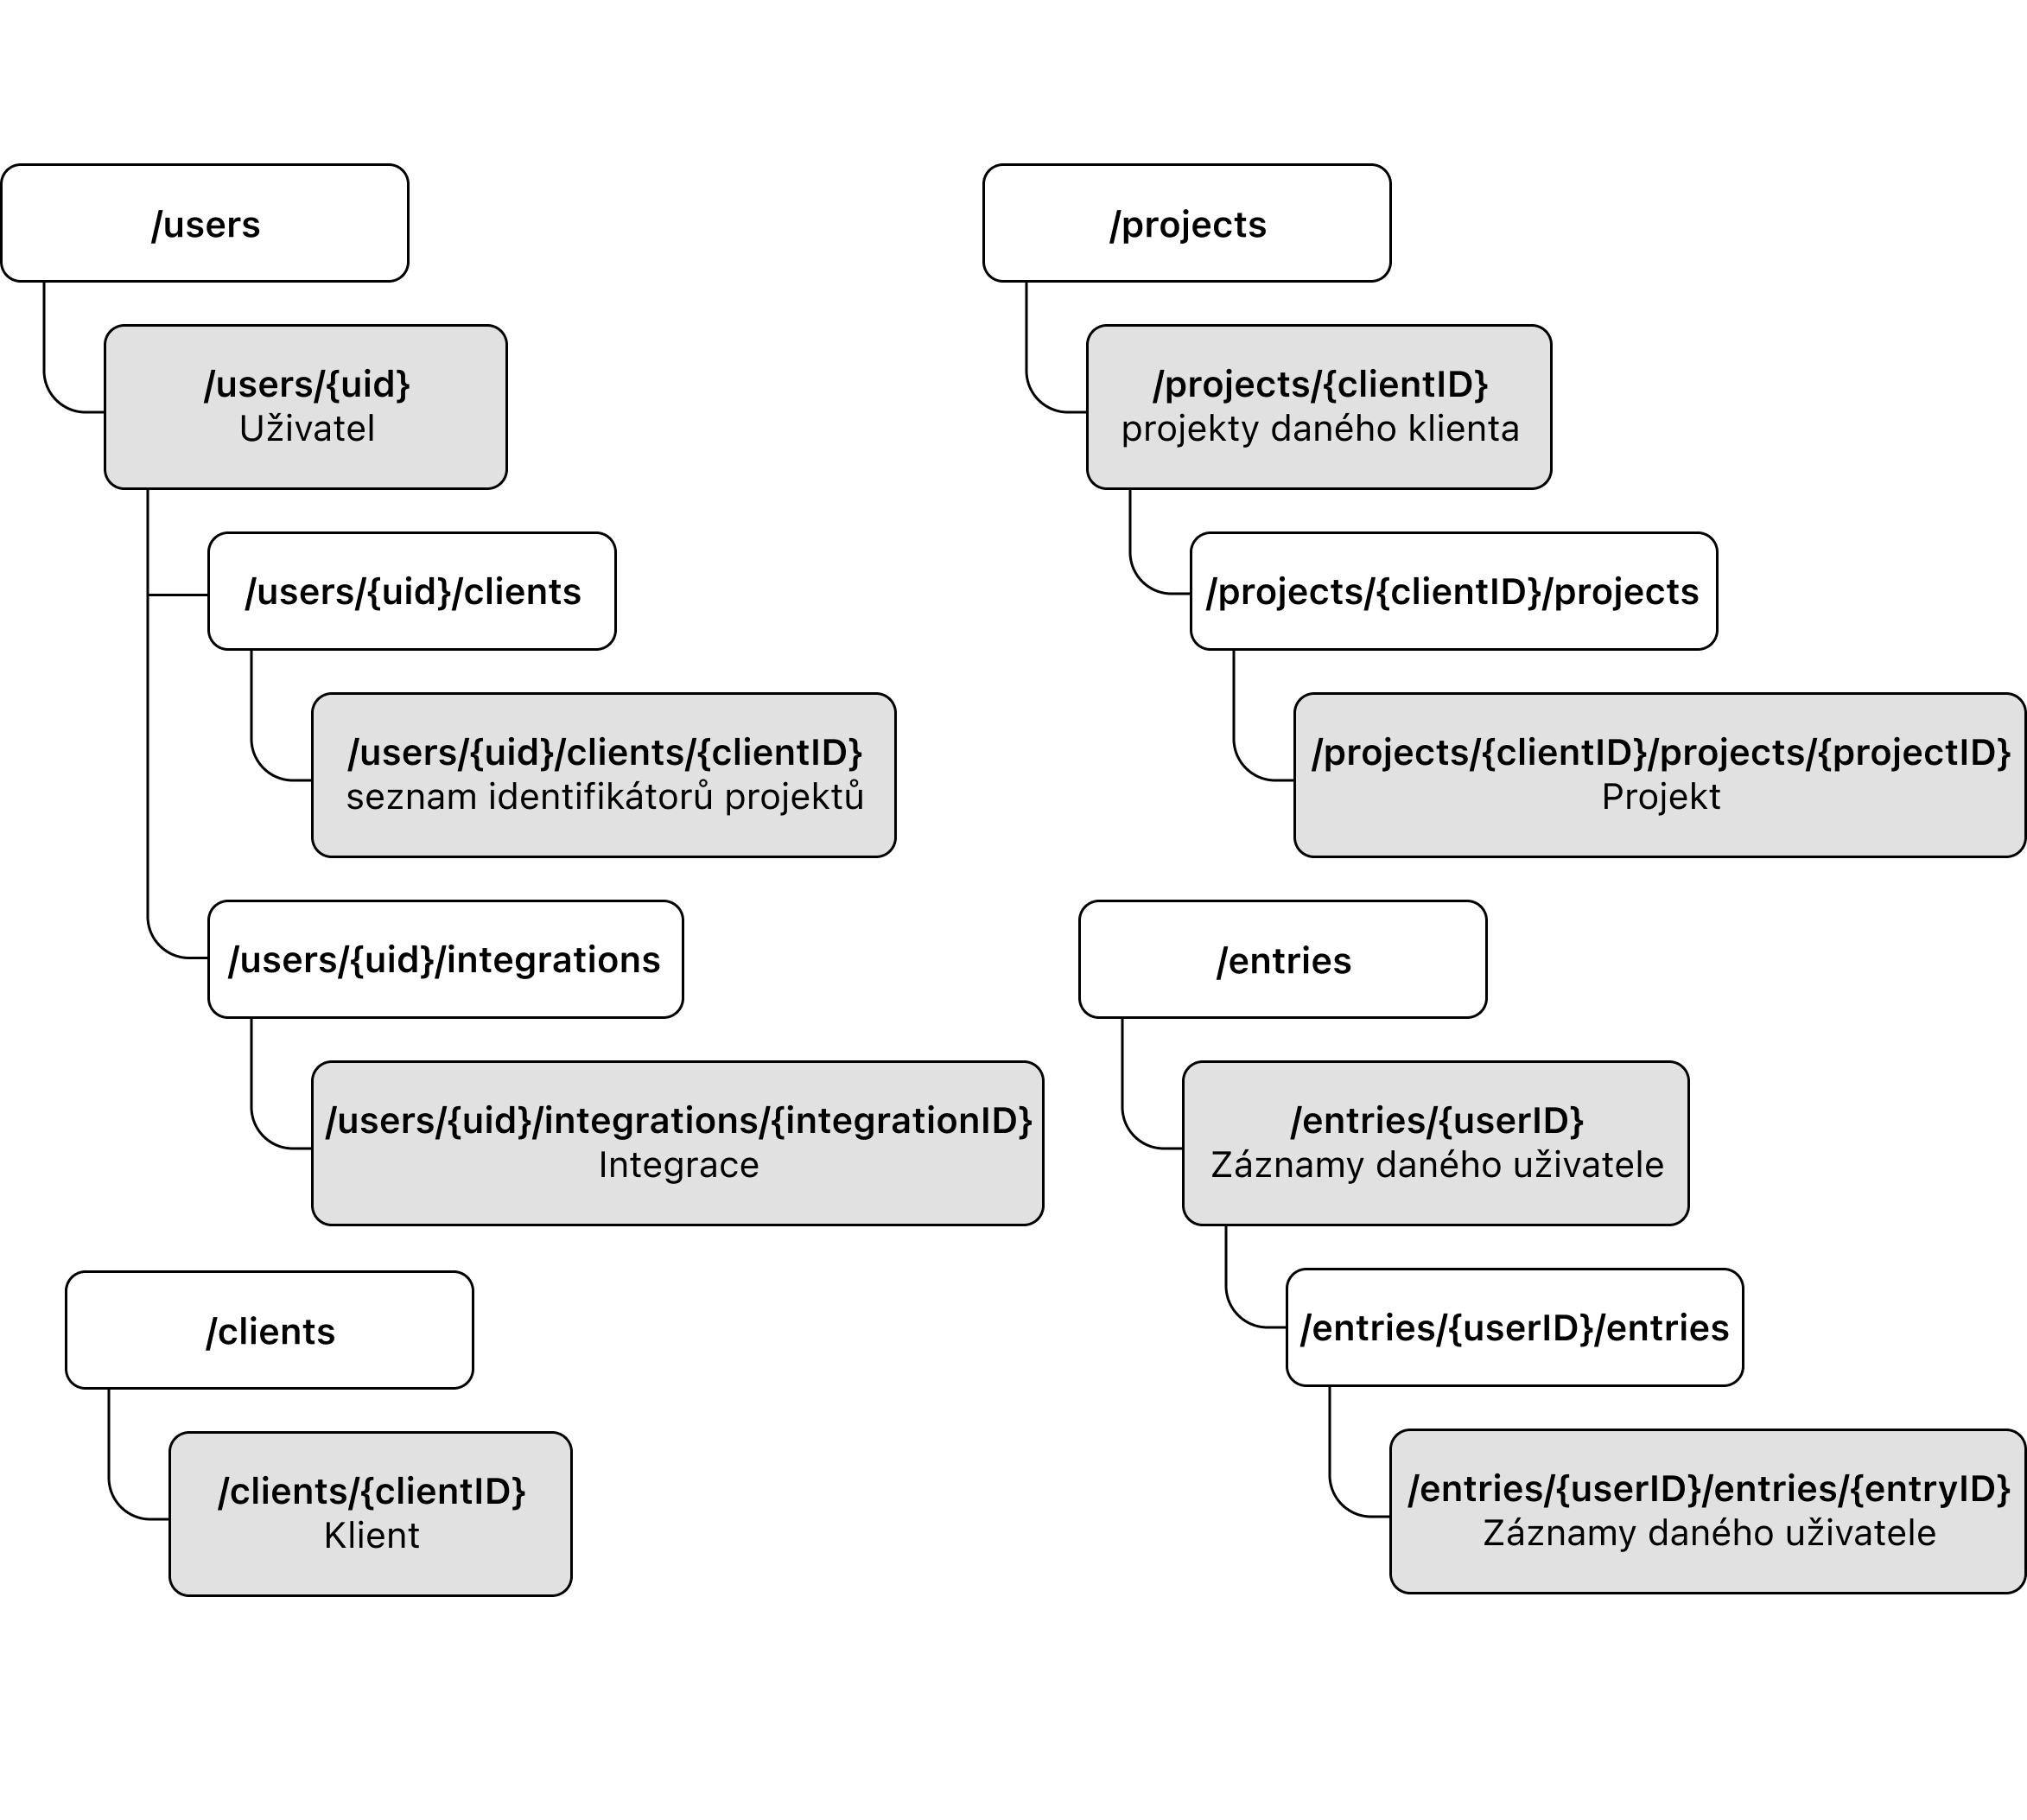 /users
/users/{uid}
Uživatel
/users/{uid}/clients
/users/{uid}/clients/{clientID}
seznam identifikátorů projektů
/users/{uid}/integrations
/users/{uid}/integrations/{integrationID}
Integrace
/clients
/clients/{clientID}
Klient
/projects
/projects/{clientID}
projekty daného klienta
/projects/{clientID}/projects
/projects/{clientID}/projects/{projectID}
Projekt
/entries
/entries/{userID}
Záznamy daného uživatele
/entries/{userID}/entries
/entries/{userID}/entries/{entryID}
Záznamy daného uživatele